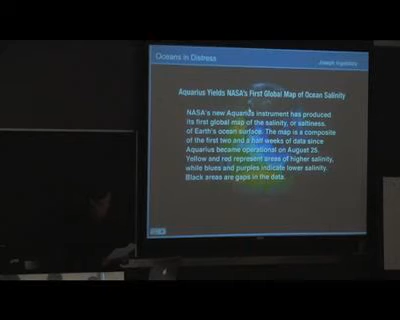 Oceans in Distress
Joseph
Aquarius Yields NASA's First Global Map of Ocean Salinity
NASA's new Aquarius instrument has produced
its first global map of the salinity, or saltiness,
of Earth's ocean surface. The map is a composite
of the first two and a half weeks of data since
Aquarius became operational on August 25.
Yellow and red represent areas of higher salinity,
while blues and purples indicate lower salinity.
Black areas are gaps in the data.